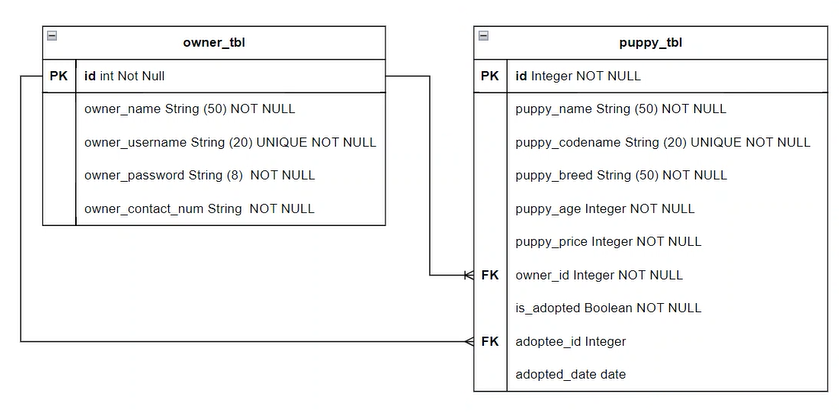 owner_tbl
PK id int Not Null
owner_name String (50) NOT NULL
owner_username String (20) UNIQUE NOT NULL
owner_password String (8)  NOT NULL
owner_contact_num String  NOT NULL
puppy_tbl
PK id Integer NOT NULL
puppy_name String (50) NOT NULL
puppy_codename String (20) UNIQUE NOT NULL
puppy_breed String (50) NOT NULL
puppy_age Integer NOT NULL
puppy_price Integer NOT NULL
FK owner_id Integer NOT NULL
is_adopted Boolean NOT NULL
FK adoptee_id Integer
adopted_date date